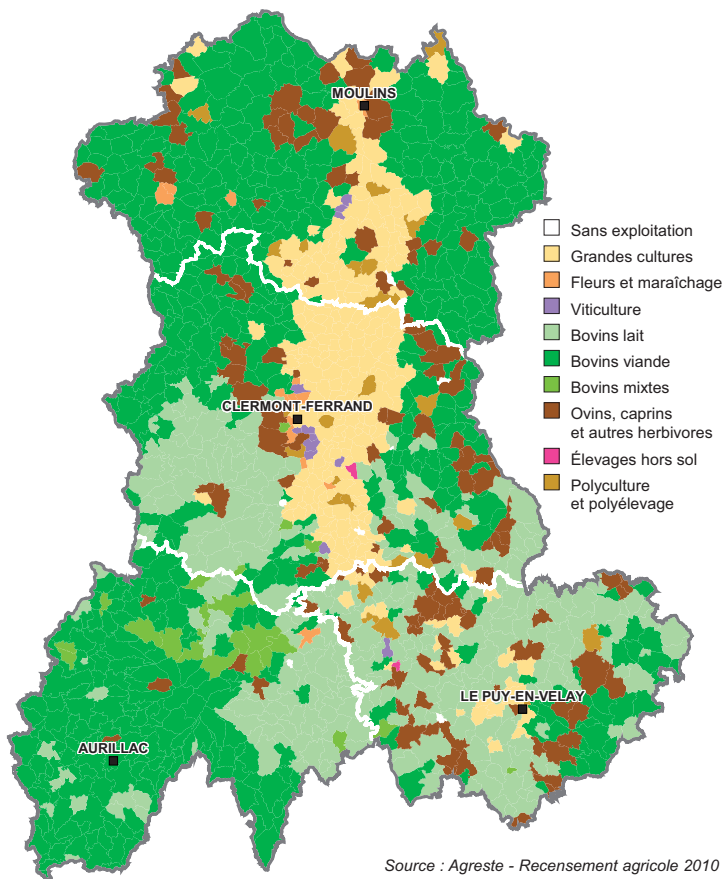 MOULINS
Sans exploitation
Grandes cultures
Fleurs et maraîchage
Viticulture
Bovins lait
Bovins viande
Bovins mixtes
Ovins, caprins
et autres herbivores
Élevages hors sol
Polyculture
et polyélevage
CLERMONT-FERRAND
LE PUY-EN-VELAY
AURILLAC
Source : Agreste - Recensement agricole 2010